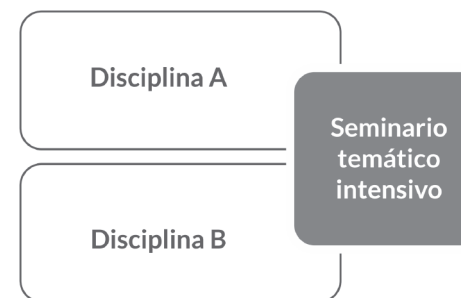 Disciplina A
Seminario
temático
intensivo
Disciplina B